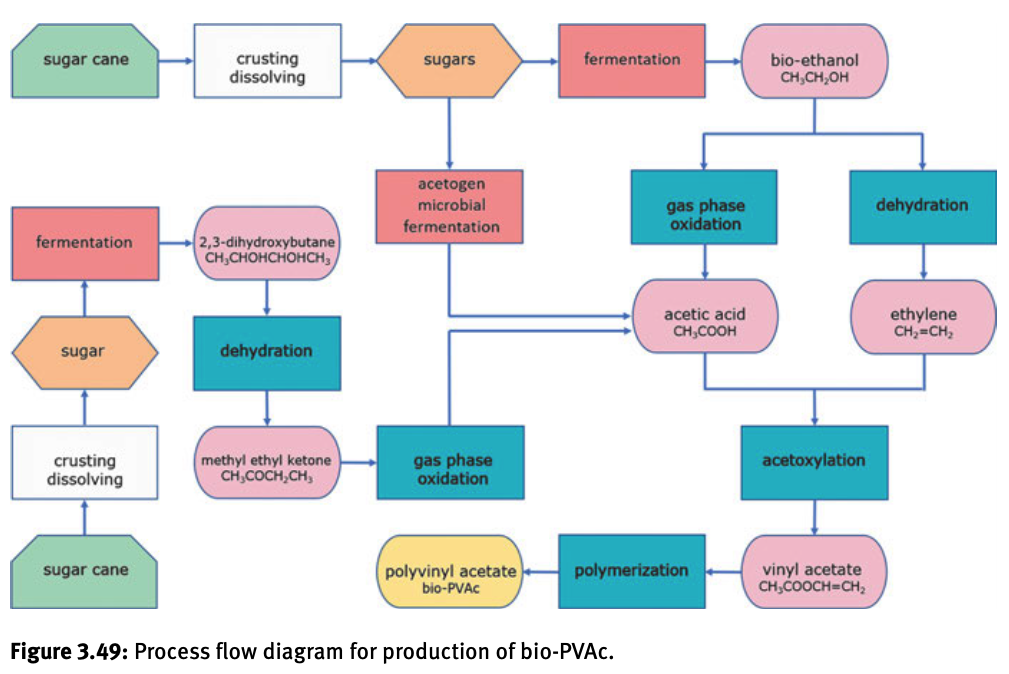 sugar cane
crusting
dissolving
sugars
fermentation
bio-ethanol
CH₃CH₂OH
acetogen
microbial
fermentation
gas phase
oxidation
dehydration
fermentation
2,3-dihydroxybutane
CH₃CHOHCHOHCH₃
acetic acid
CH₃COOH
ethylene
CH₂=CH₂
sugar
dehydration
crusting
dissolving
methyl ethyl ketone
CH₃COCH₂CH₃
gas phase
oxidation
acetoxylation
sugar cane
polyvinyl acetate
bio-PVAc
polymerization
vinyl acetate
CH₃COOCH=CH₂
Figure 3.49: Process flow diagram for production of bio-PVAc.